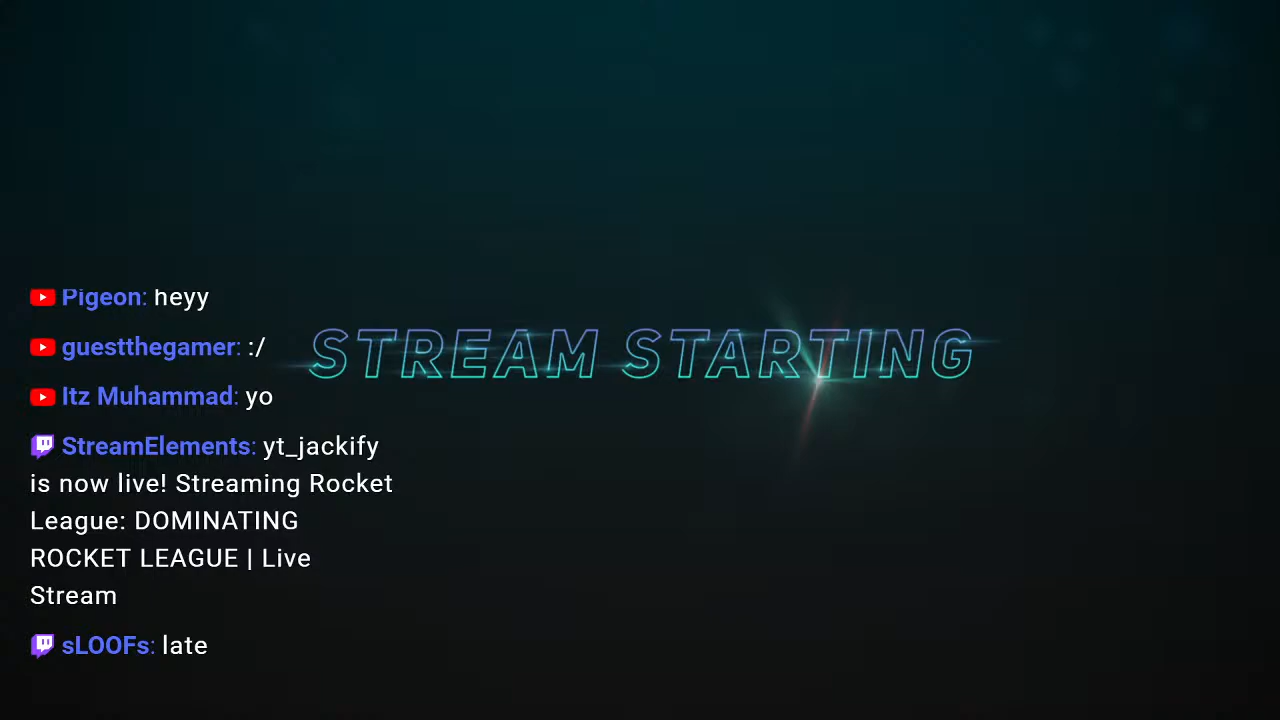 Pigeon: heyy
guestthegamer: :/
STREAM STARTING
Itz Muhammad: yo
StreamElements: yt_jackify
is now live! Streaming Rocket
League: DOMINATING
ROCKET LEAGUE | Live
Stream
sLOOFs: late